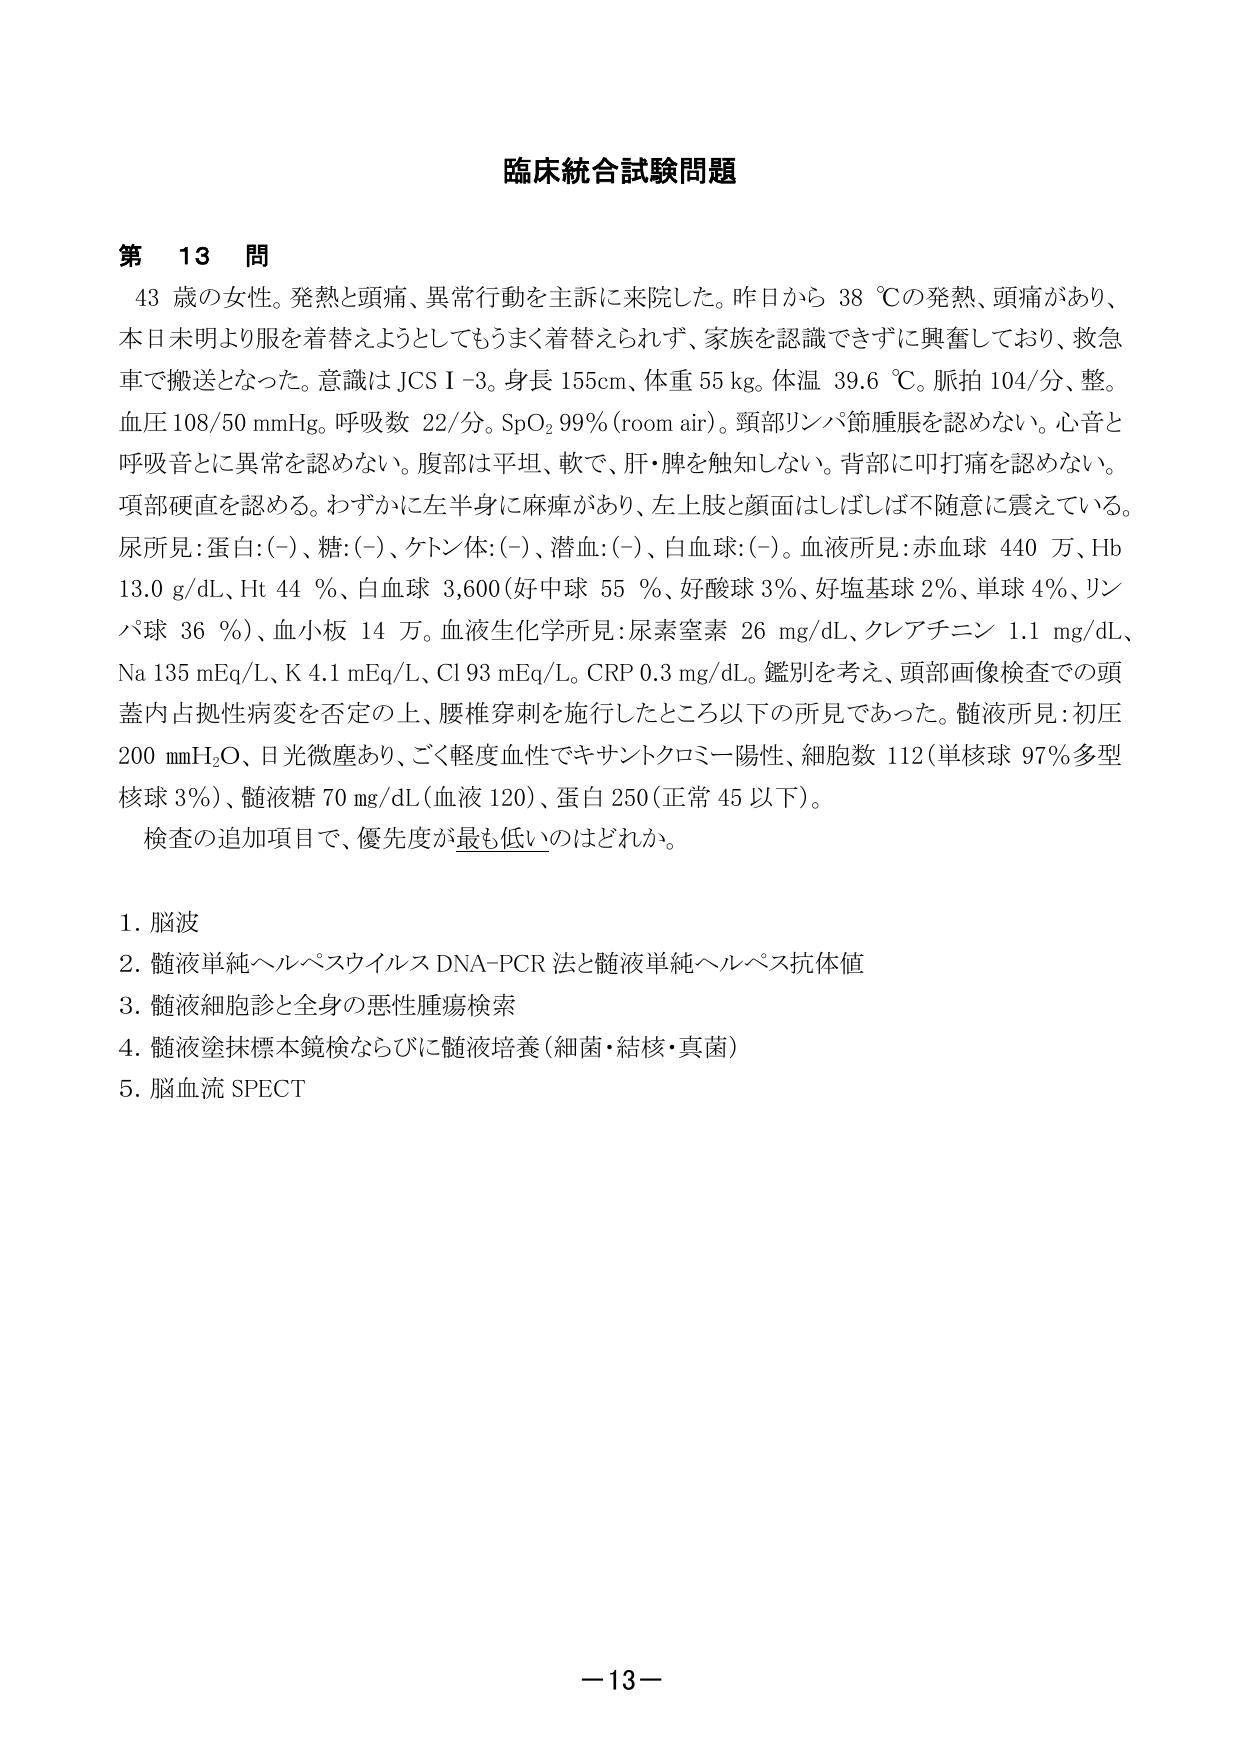 臨床統合試験問題
第 13 問
43 歳の女性。発熱と頭痛、異常行動を主訴に来院した。昨日から 38 ℃の発熱、頭痛があり、
本日未明より服を着替えようとしてもうまく着替えられず、家族を認識できずに興奮しており、救急
車で搬送となった。意識は JCSⅠ-3。身長 155cm、体重 55 kg。体温 39.6 ℃。脈拍 104/分、整。
血圧 108/50 mmHg。呼吸数 22/分。SpO₂ 99%(room air)。頸部リンパ節腫脹を認めない。心音と
呼吸音とに異常を認めない。腹部は平坦、軟で、肝・脾を触知しない。背部に叩打痛を認めない。
項部硬直を認める。わずかに左半身に麻痺があり、左上肢と顔面はしばしば不随意に震えている。
尿所見:蛋白:(-)、糖:(-)、ケトン体:(-)、潜血:(-)、白血球:(-)。血液所見:赤血球 440 万、Hb
13.0 g/dL、Ht 44 %、白血球 3,600(好中球 55 %、好酸球 3%、好塩基球 2%、単球 4%、リン
パ球 36 %)、血小板 14 万。血液生化学所見:尿素窒素 26 mg/dL、クレアチニン 1.1 mg/dL、
Na 135 mEq/L、K 4.1 mEq/L、Cl 93 mEq/L。CRP 0.3 mg/dL。鑑別を考え、頭部画像検査での頭
蓋内占拠性病変を否定の上、腰椎穿刺を施行したところ以下の所見であった。髄液所見:初圧
200 mmH₂O、日光微塵あり、ごく軽度血性でキサントクロミー陽性、細胞数 112(単核球 97%多型
核球 3%)、髄液糖 70 mg/dL(血液 120)、蛋白 250(正常 45 以下)。
検査の追加項目で、優先度が最も低いのはどれか。
1. 脳波
2. 髄液単純ヘルペスウイルス DNA-PCR 法と髄液単純ヘルペス抗体値
3. 髄液細胞診と全身の悪性腫瘍検索
4. 髄液塗抹標本鏡検ならびに髄液培養(細菌・結核・真菌)
5. 脳血流 SPECT
—13—